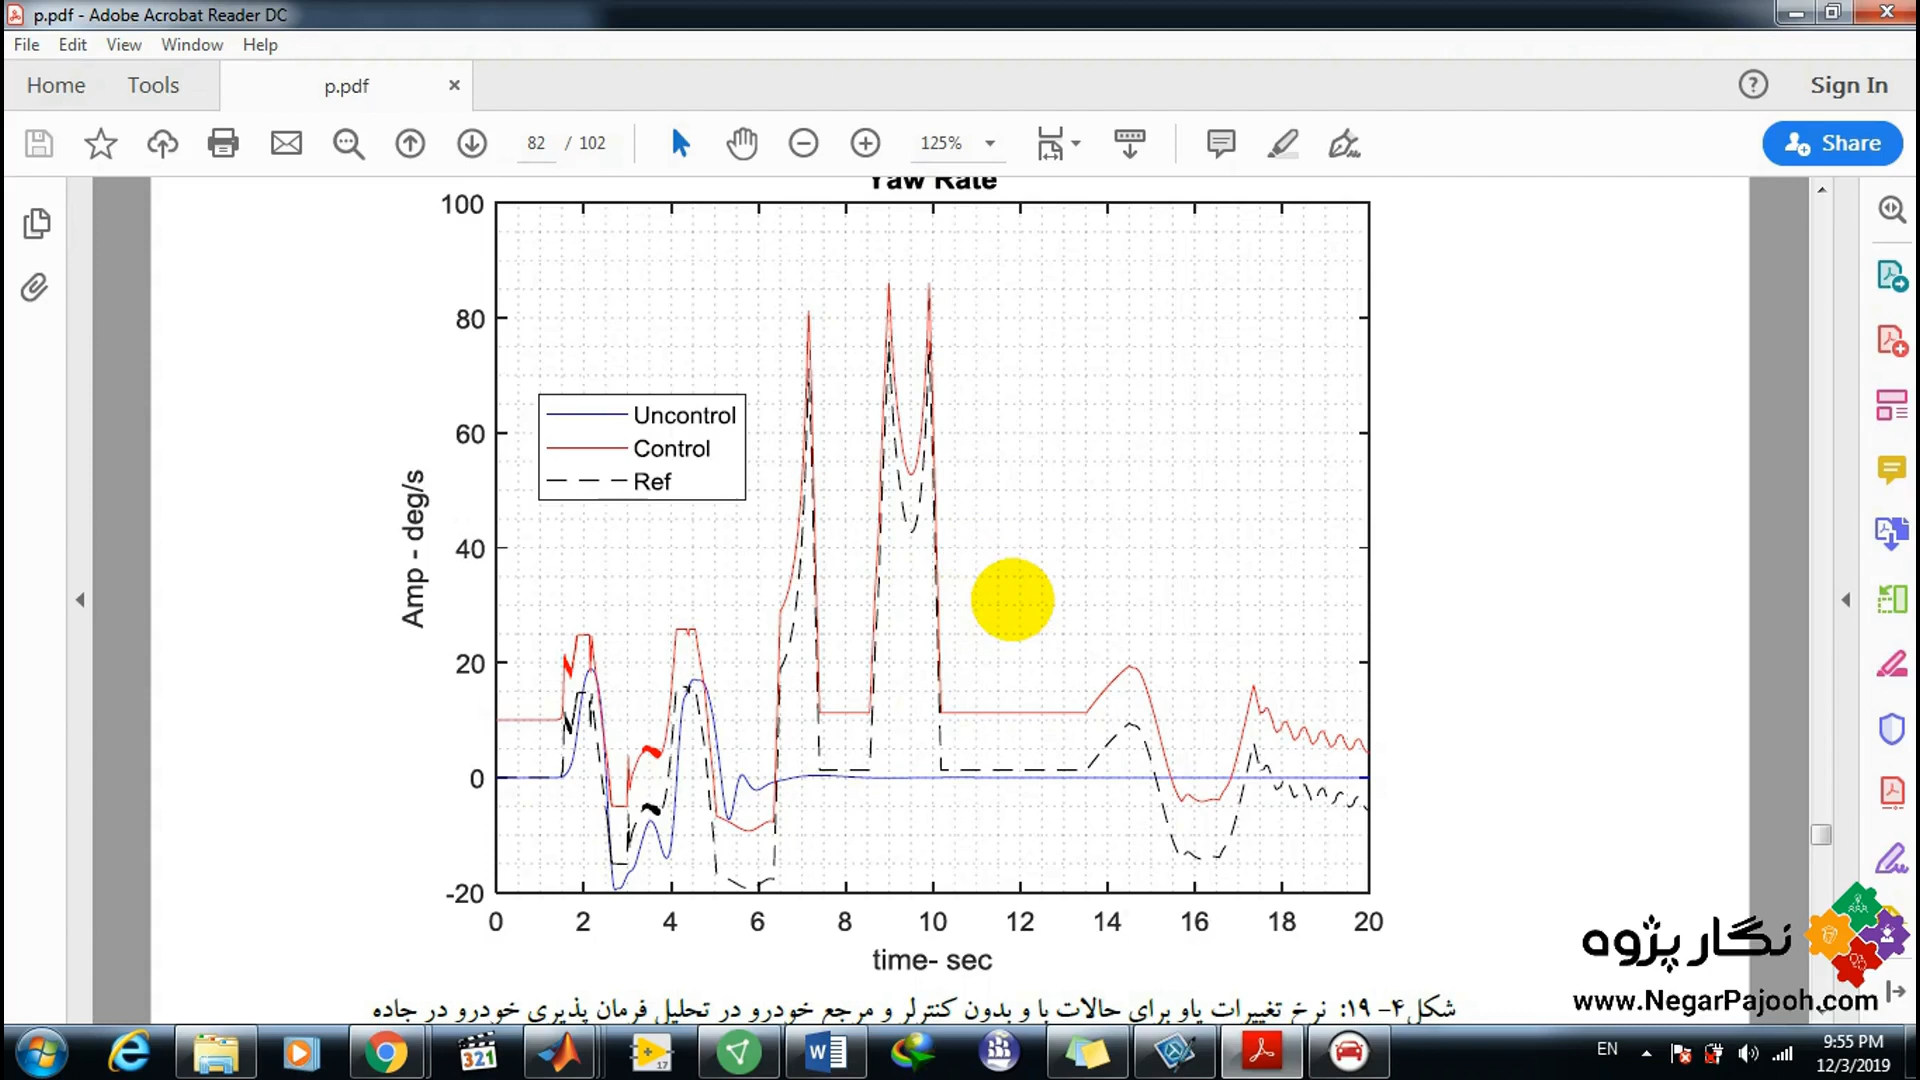 p.pdf - Adobe Acrobat Reader DC
File Edit View Window Help
Home Tools p.pdf Sign In
82 / 102 125% Share
Yaw Rate
100
80
60
40
20
0
-20
Amp - deg/s
Uncontrol
Control
Ref
0 2 4 6 8 10 12 14 16 18 20
time- sec
شکل۴- ۱۹: نرخ تغییرات یاو برای حالات با و بدون کنترلر و مرجع خودرو در تحلیل فرمان پذیری خودرو در جاده
نگار پژوه
www.NegarPajooh.com
321
17
EN
9:55 PM
12/3/2019